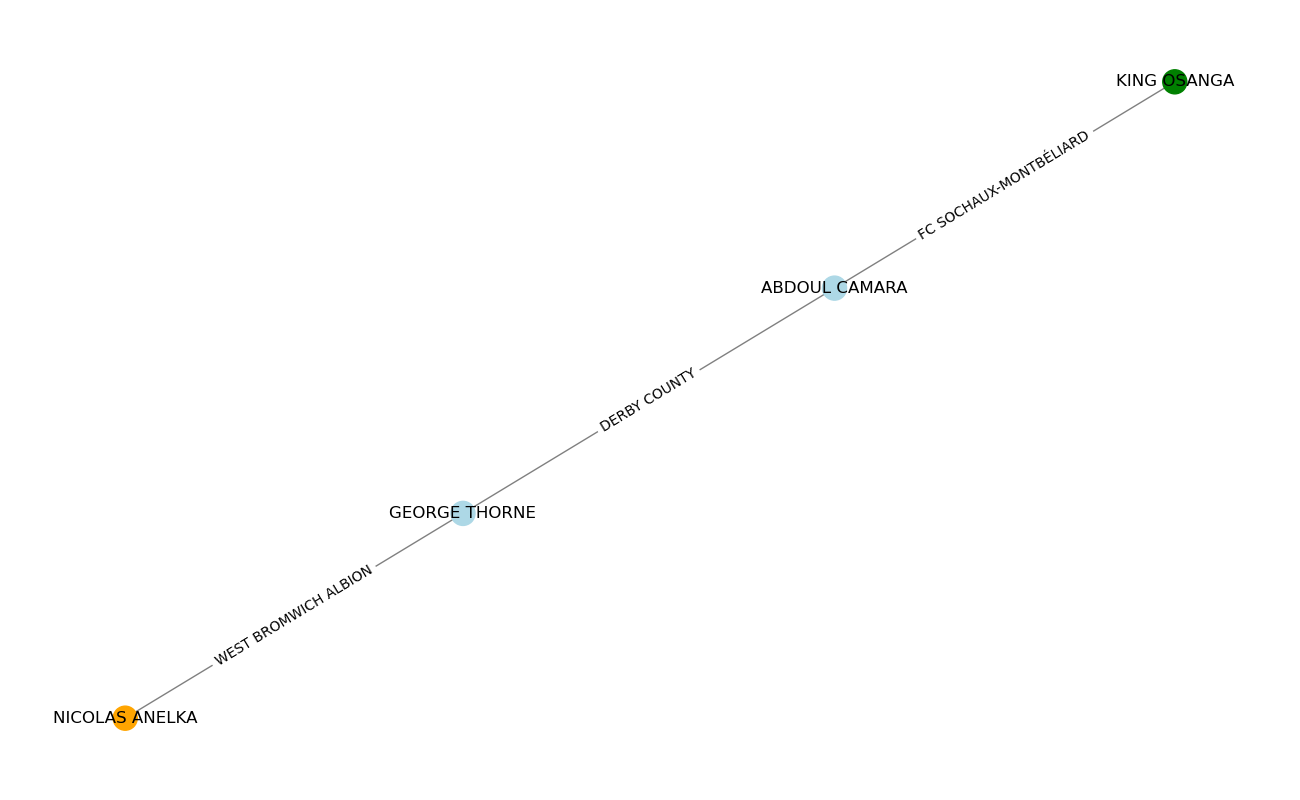 KING OSANGA
FC SOCHAUX-MONTBÉLIARD
ABDOUL CAMARA
DERBY COUNTY
GEORGE THORNE
WEST BROMWICH ALBION
NICOLAS ANELKA